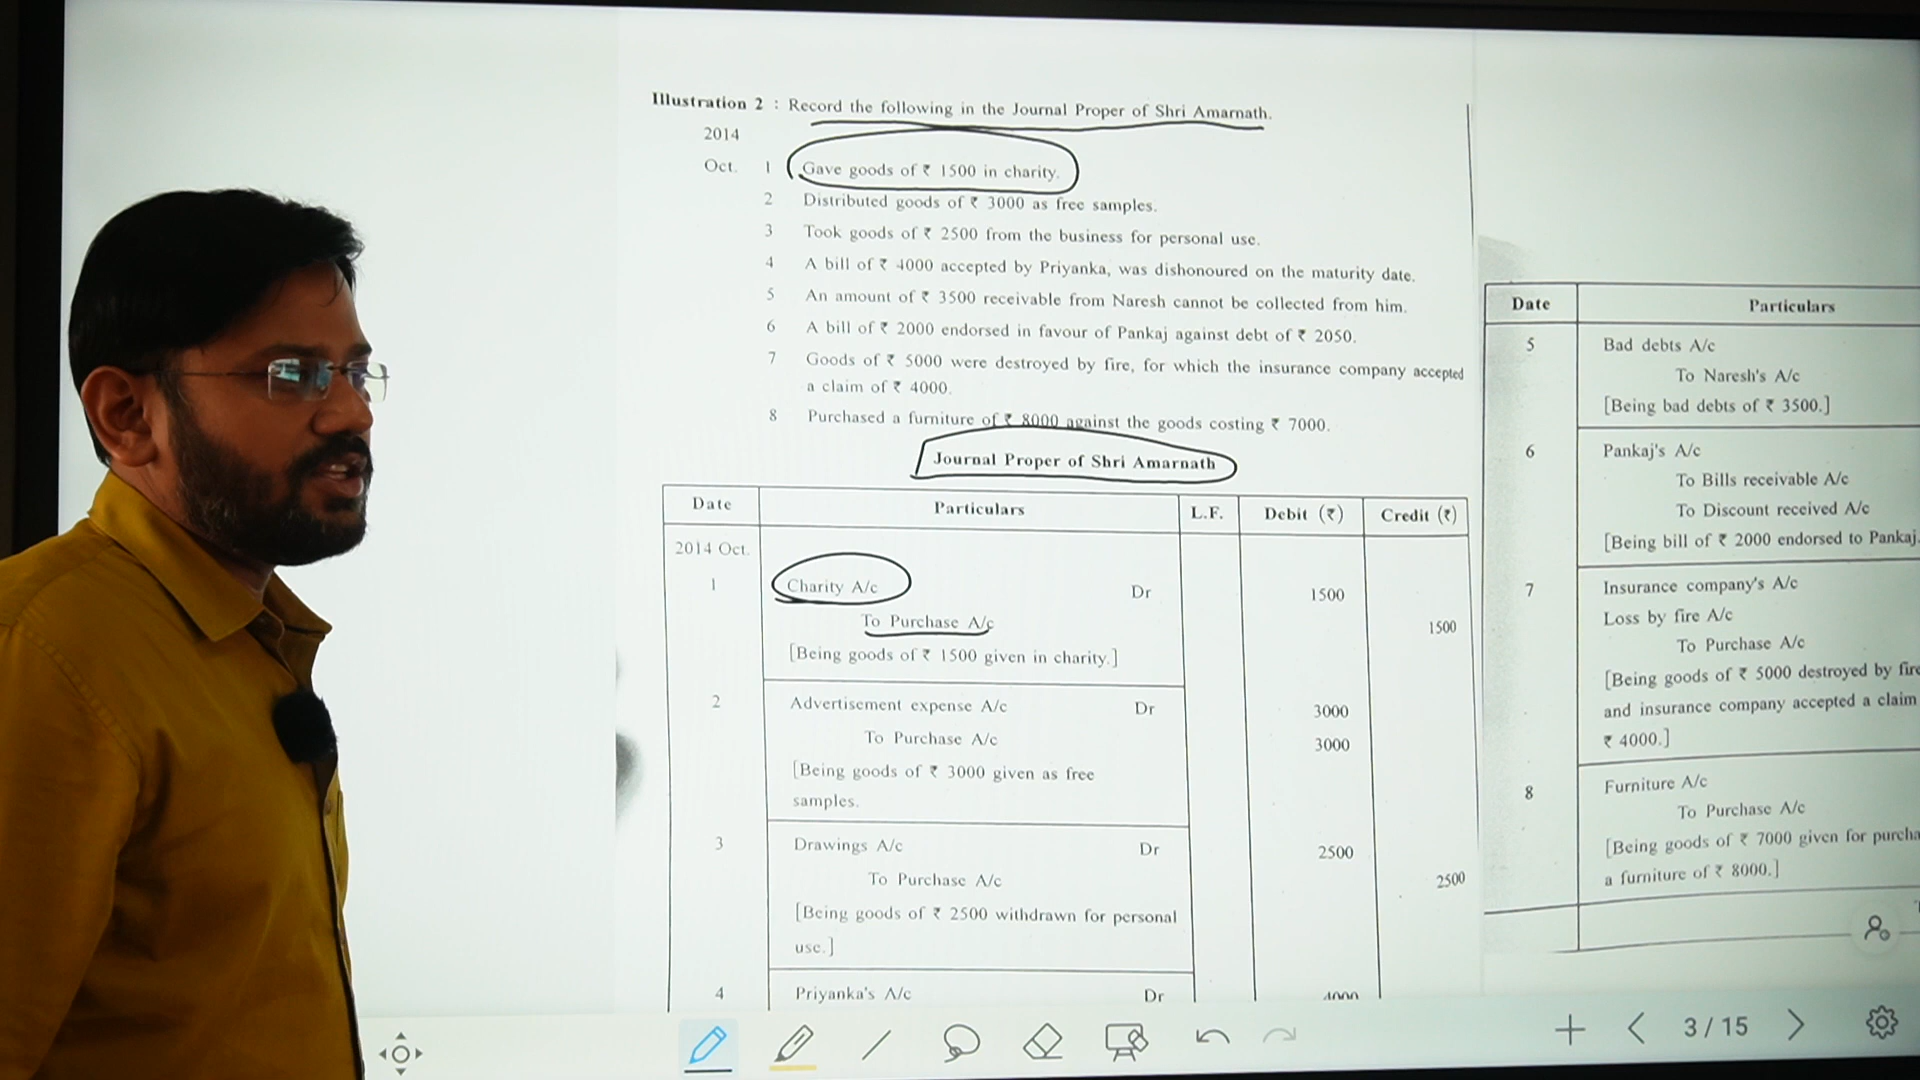 Illustration 2 : Record the following in the Journal Proper of Shri Amarnath.
2014
Oct. 1 Gave goods of ₹ 1500 in charity.
2 Distributed goods of ₹ 3000 as free samples.
3 Took goods of ₹ 2500 from the business for personal use.
4 A bill of ₹ 4000 accepted by Priyanka, was dishonoured on the maturity date.
5 An amount of ₹ 3500 receivable from Naresh cannot be collected from him.
6 A bill of ₹ 2000 endorsed in favour of Pankaj against debt of ₹ 2050.
7 Goods of ₹ 5000 were destroyed by fire, for which the insurance company accepted
a claim of ₹ 4000.
8 Purchased a furniture of ₹ 8000 against the goods costing ₹ 7000.
Journal Proper of Shri Amarnath
Date Particulars L.F. Debit (₹) Credit (₹)
2014 Oct.
1 Charity A/c Dr 1500
To Purchase A/c 1500
[Being goods of ₹ 1500 given in charity.]
2 Advertisement expense A/c Dr 3000
To Purchase A/c 3000
[Being goods of ₹ 3000 given as free
samples.
3 Drawings A/c Dr 2500
To Purchase A/c 2500
[Being goods of ₹ 2500 withdrawn for personal
use.]
4 Priyanka's A/c Dr 4000
Date Particulars
5 Bad debts A/c
To Naresh's A/c
[Being bad debts of ₹ 3500.]
6 Pankaj's A/c
To Bills receivable A/c
To Discount received A/c
[Being bill of ₹ 2000 endorsed to Pankaj.
7 Insurance company's A/c
Loss by fire A/c
To Purchase A/c
[Being goods of ₹ 5000 destroyed by fire
and insurance company accepted a claim
₹ 4000.]
8 Furniture A/c
To Purchase A/c
[Being goods of ₹ 7000 given for purcha
a furniture of ₹ 8000.]
3 / 15